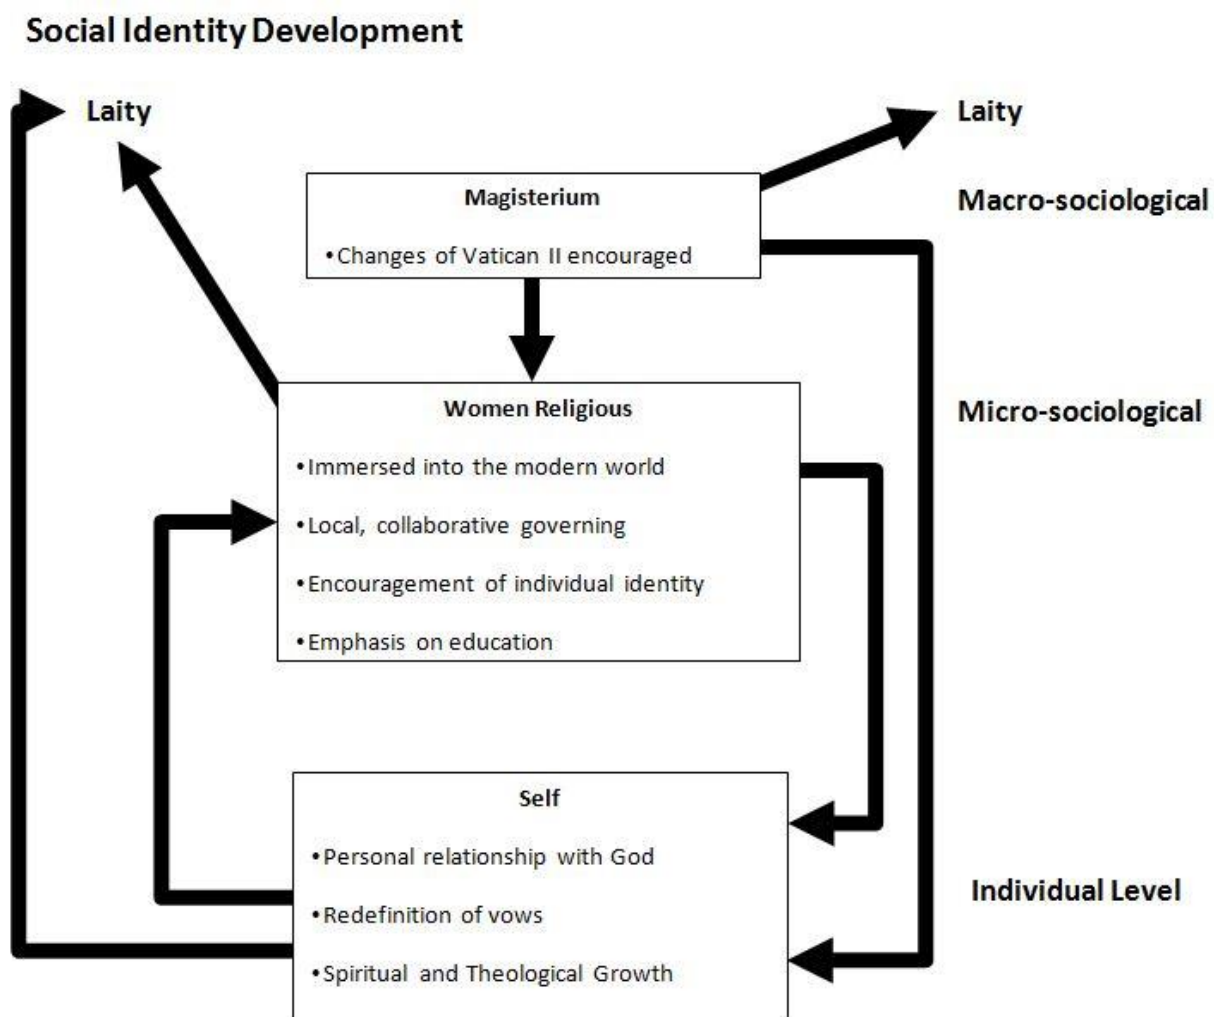 Social Identity Development
Laity
Laity
Magisterium
Macro-sociological
•Changes of Vatican II encouraged
Women Religious
Micro-sociological
•Immersed into the modern world
•Local, collaborative governing
•Encouragement of individual identity
•Emphasis on education
Self
•Personal relationship with God
Individual Level
•Redefinition of vows
•Spiritual and Theological Growth